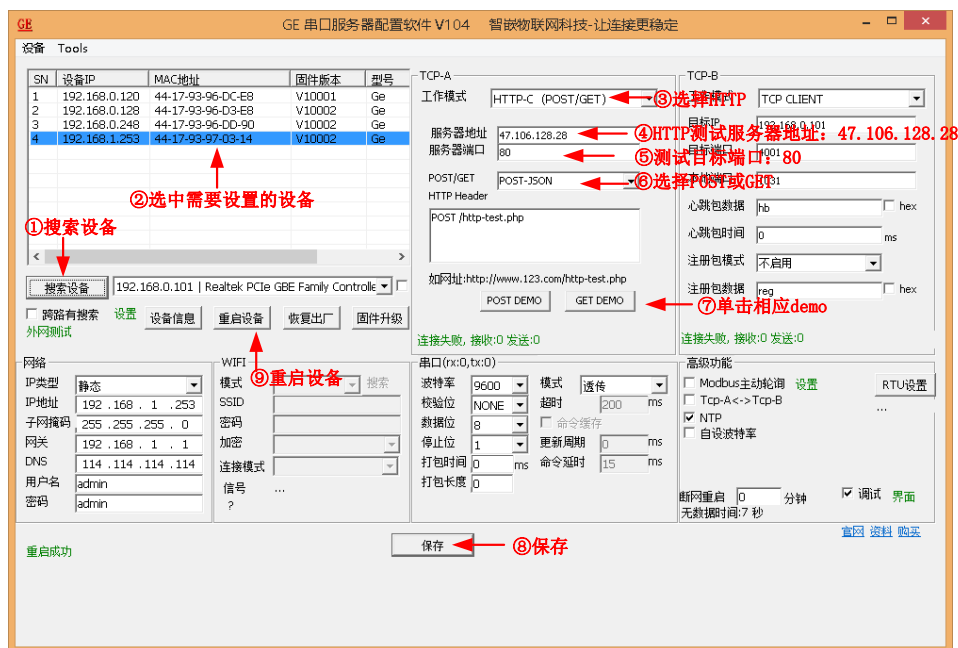 GE
GE 串口服务器配置软件 V104 智嵌物联网科技-让连接更稳定
设备 Tools
SN 设备IP MAC地址 固件版本 型号
1 192.168.0.120 44-17-93-96-DC-E8 V10001 Ge
2 192.168.0.128 44-17-93-96-D3-E8 V10002 Ge
3 192.168.0.248 44-17-93-96-DD-90 V10002 Ge
4 192.168.1.253 44-17-93-97-03-14 V10002 Ge
②选中需要设置的设备
①搜索设备
搜索设备 192.168.0.101 | Realtek PCIe GBE Family Controlle
跨路有搜索 设置 设备信息 重启设备 恢复出厂 固件升级
外网测试
TCP-A
工作模式 HTTP-C (POST/GET) ③选择HTTP
服务器地址 47.106.128.28 ④HTTP测试服务器地址: 47.106.128.28
服务器端口 80 ⑤测试目标端口: 80
POST/GET POST-JSON ⑥选择POST或GET
HTTP Header
POST /http-test.php
如网址:http://www.123.com/http-test.php
POST DEMO GET DEMO ⑦单击相应demo
连接失败, 接收:0 发送:0
TCP-B
TCP CLIENT
目标IP 192.168.0.101
目标端口 4001
心跳包数据 hb hex
心跳包时间 0 ms
注册包模式 不启用
注册包数据 reg hex
连接失败, 接收:0 发送:0
网络
IP类型 静态
IP地址 192 . 168 . 1 . 253
子网掩码 255 . 255 . 255 . 0
网关 192 . 168 . 1 . 1
DNS 114 . 114 . 114 . 114
用户名 admin
密码 admin
WIFI
⑨重启设备
模式 搜索
SSID
密码
加密
连接模式
信号 ...
?
串口(rx:0,tx:0)
波特率 9600 模式 透传
校验位 NONE 超时 200 ms
数据位 8 命令缓存
停止位 1 更新周期 0 ms
打包时间 0 ms 命令延时 15 ms
打包长度 0
高级功能
Modbus主动轮询 设置 RTU设置
Tcp-A<->Tcp-B ...
NTP
自设波特率
断网重启 0 分钟 调试 界面
无数据时间:7 秒
官网 资料 购买
重启成功
保存 ⑧保存